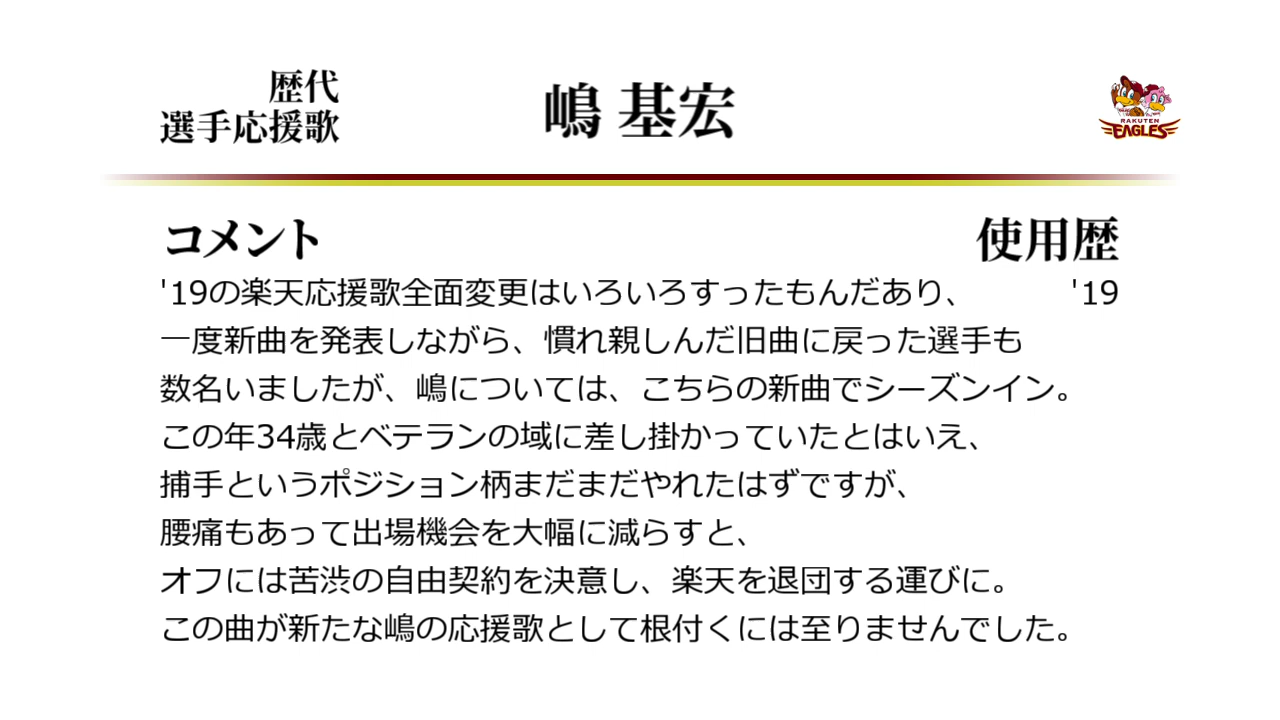 歴代
選手応援歌
嶋 基宏
RAKUTEN
EAGLES
コメント
使用歴
'19の楽天応援歌全面変更はいろいろすったもんだあり、
'19
一度新曲を発表しながら、慣れ親しんだ旧曲に戻った選手も
数名いましたが、嶋については、こちらの新曲でシーズンイン。
この年34歳とベテランの域に差し掛かっていたとはいえ、
捕手というポジション柄まだまだやれたはずですが、
腰痛もあって出場機会を大幅に減らすと、
オフには苦渋の自由契約を決意し、楽天を退団する運びに。
この曲が新たな嶋の応援歌として根付くには至りませんでした。